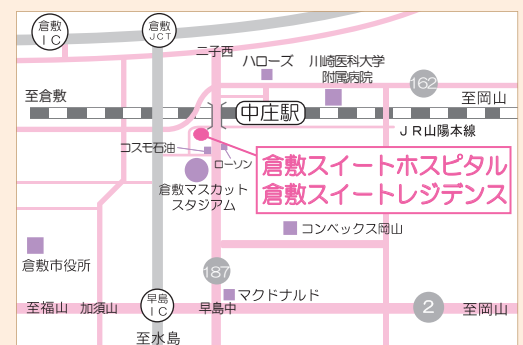 倉敷
IC
倉敷
JCT
二子西
ハローズ
川崎医科大学
附属病院
162
至倉敷
中庄駅
至岡山
JR山陽本線
コスモ石油
ローソン
倉敷スイートホスピタル
倉敷スイートレジデンス
倉敷マスカット
スタジアム
コンベックス岡山
倉敷市役所
187
マクドナルド
早島
IC
至福山
加須山
早島中
2
至岡山
至水島